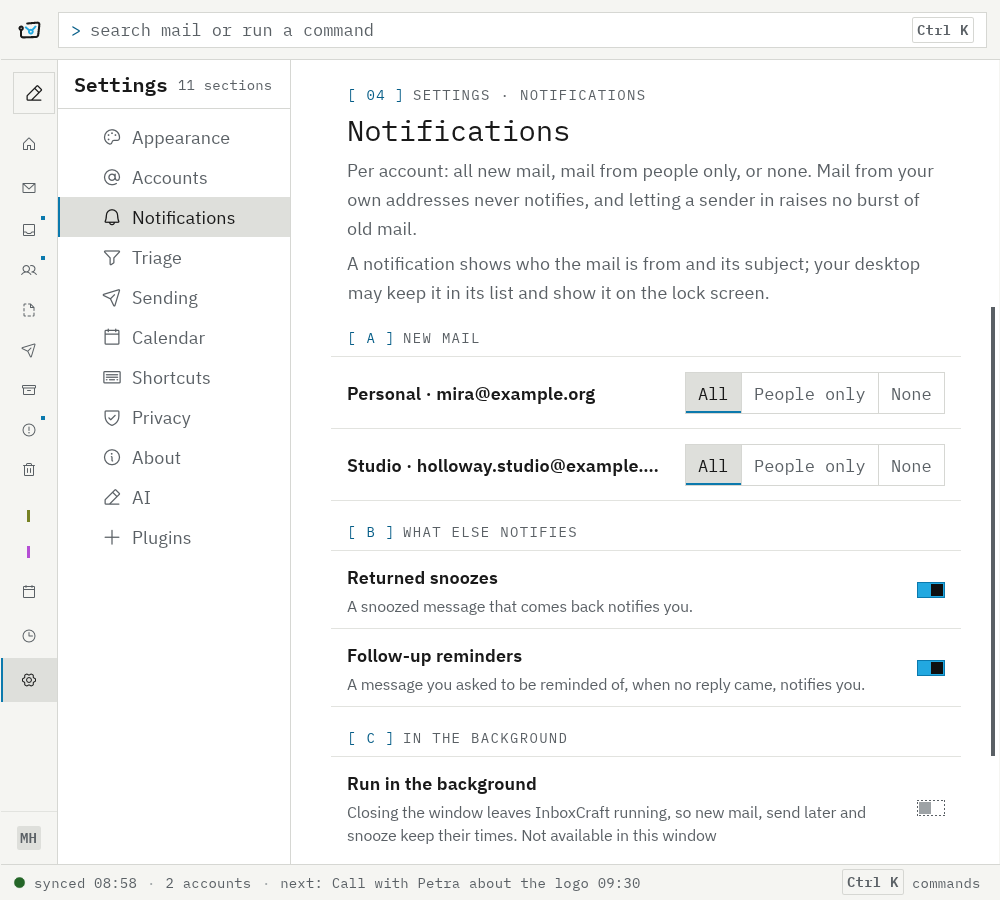 > search mail or run a command
Ctrl K
Settings 11 sections
Appearance
Accounts
Notifications
Triage
Sending
Calendar
Shortcuts
Privacy
About
AI
Plugins
MH
[ 04 ] SETTINGS · NOTIFICATIONS
Notifications
Per account: all new mail, mail from people only, or none. Mail from your
own addresses never notifies, and letting a sender in raises no burst of
old mail.
A notification shows who the mail is from and its subject; your desktop
may keep it in its list and show it on the lock screen.
[ A ] NEW MAIL
Personal · mira@example.org
All People only None
Studio · holloway.studio@example....
All People only None
[ B ] WHAT ELSE NOTIFIES
Returned snoozes
A snoozed message that comes back notifies you.
Follow-up reminders
A message you asked to be reminded of, when no reply came, notifies you.
[ C ] IN THE BACKGROUND
Run in the background
Closing the window leaves InboxCraft running, so new mail, send later and
snooze keep their times. Not available in this window
synced 08:58 · 2 accounts · next: Call with Petra about the logo 09:30
Ctrl K commands